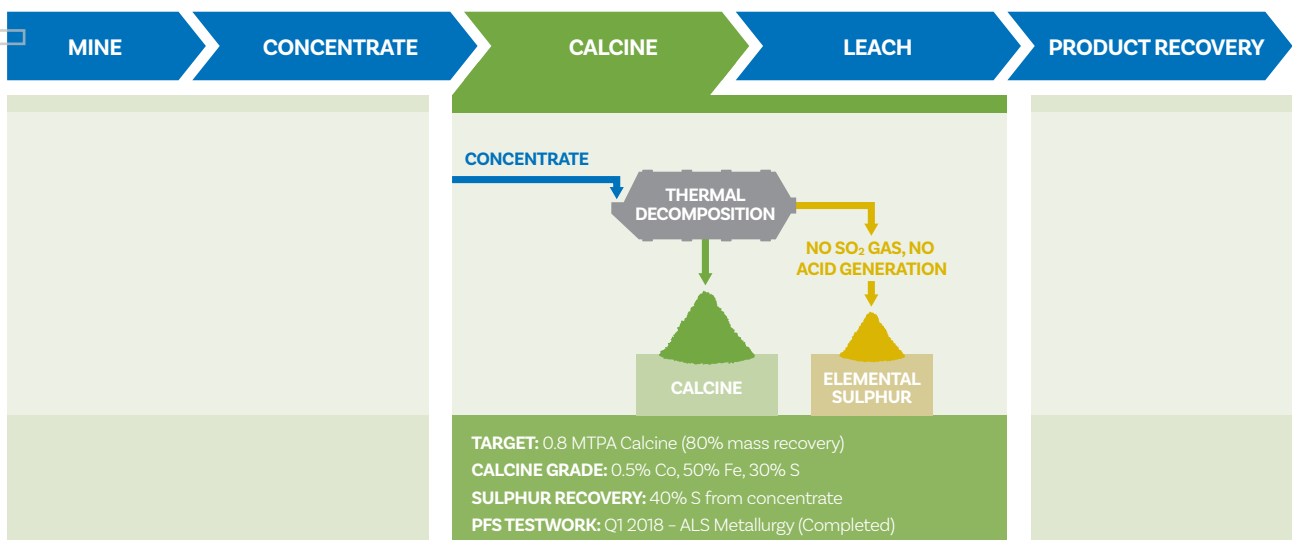 MINE
CONCENTRATE
CALCINE
LEACH
PRODUCT RECOVERY
CONCENTRATE
THERMAL
DECOMPOSITION
NO SO₂ GAS, NO
ACID GENERATION
CALCINE
ELEMENTAL
SULPHUR
TARGET: 0.8 MTPA Calcine (80% mass recovery)
CALCINE GRADE: 0.5% Co, 50% Fe, 30% S
SULPHUR RECOVERY: 40% S from concentrate
PFS TESTWORK: Q1 2018 – ALS Metallurgy (Completed)